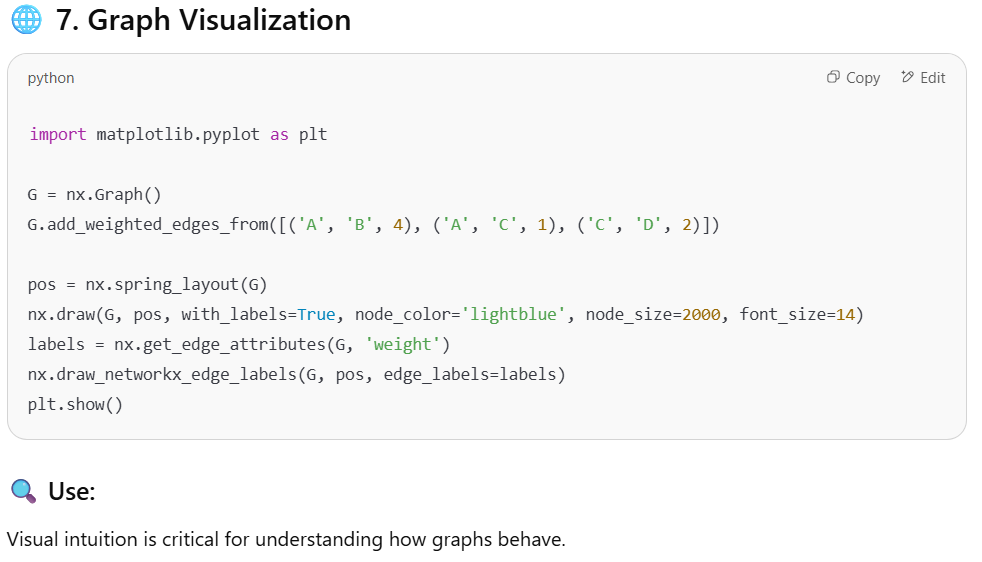 🌐 7. Graph Visualization
python
Copy
Edit
import matplotlib.pyplot as plt
G = nx.Graph()
G.add_weighted_edges_from([('A', 'B', 4), ('A', 'C', 1), ('C', 'D', 2)])
pos = nx.spring_layout(G)
nx.draw(G, pos, with_labels=True, node_color='lightblue', node_size=2000, font_size=14)
labels = nx.get_edge_attributes(G, 'weight')
nx.draw_networkx_edge_labels(G, pos, edge_labels=labels)
plt.show()
🔍 Use:
Visual intuition is critical for understanding how graphs behave.